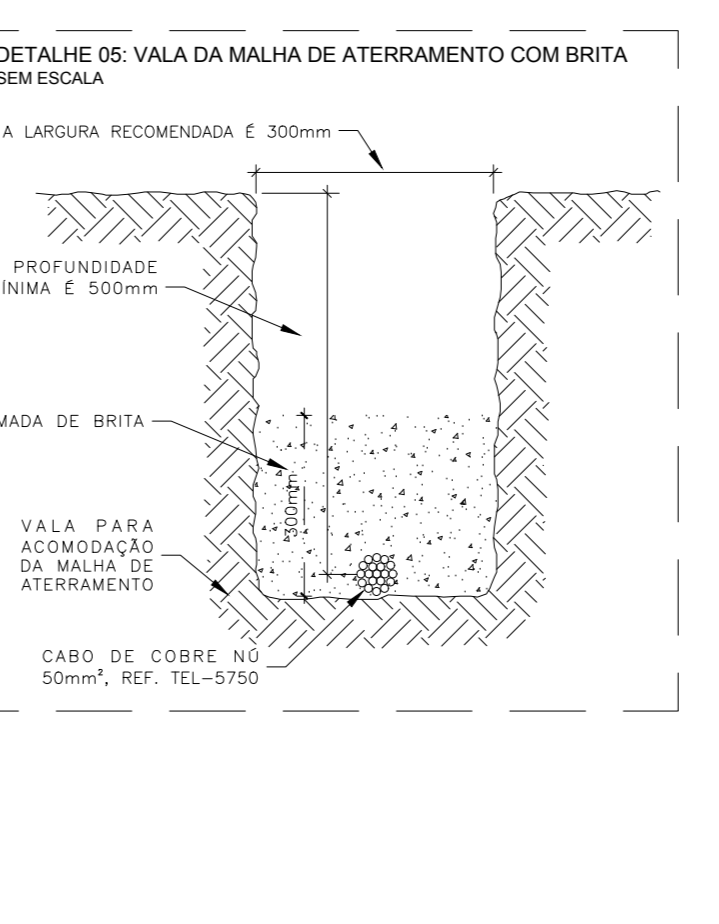 DETALHE 05: VALA DA MALHA DE ATERRAMENTO COM BRITA
SEM ESCALA
A LARGURA RECOMENDADA É 300mm
PROFUNDIDADE
ÍNIMA É 500mm
MADA DE BRITA
300mm
VALA PARA
ACOMODAÇÃO
DA MALHA DE
ATERRAMENTO
CABO DE COBRE NÚ
50mm², REF. TEL-5750